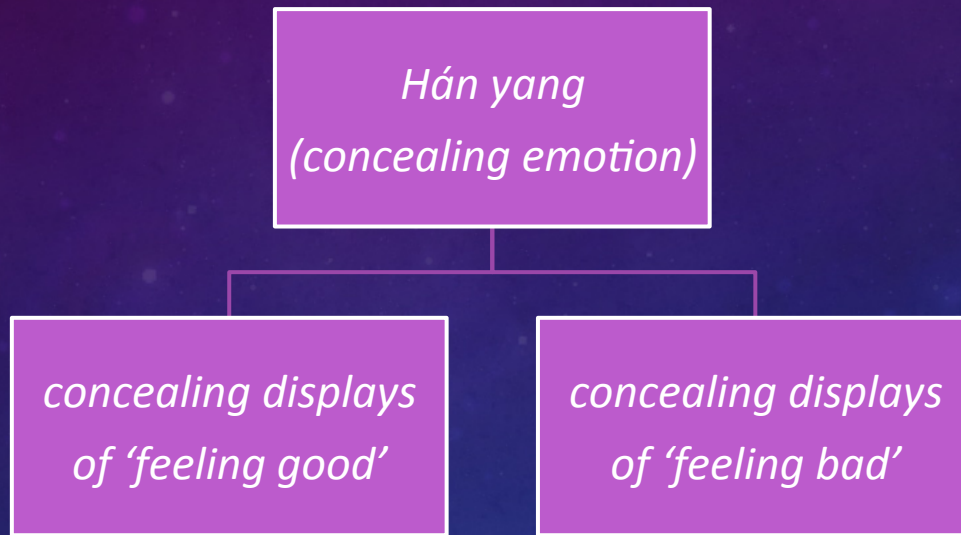 Hán yang
(concealing emotion)
concealing displays
of ‘feeling good’
concealing displays
of ‘feeling bad’